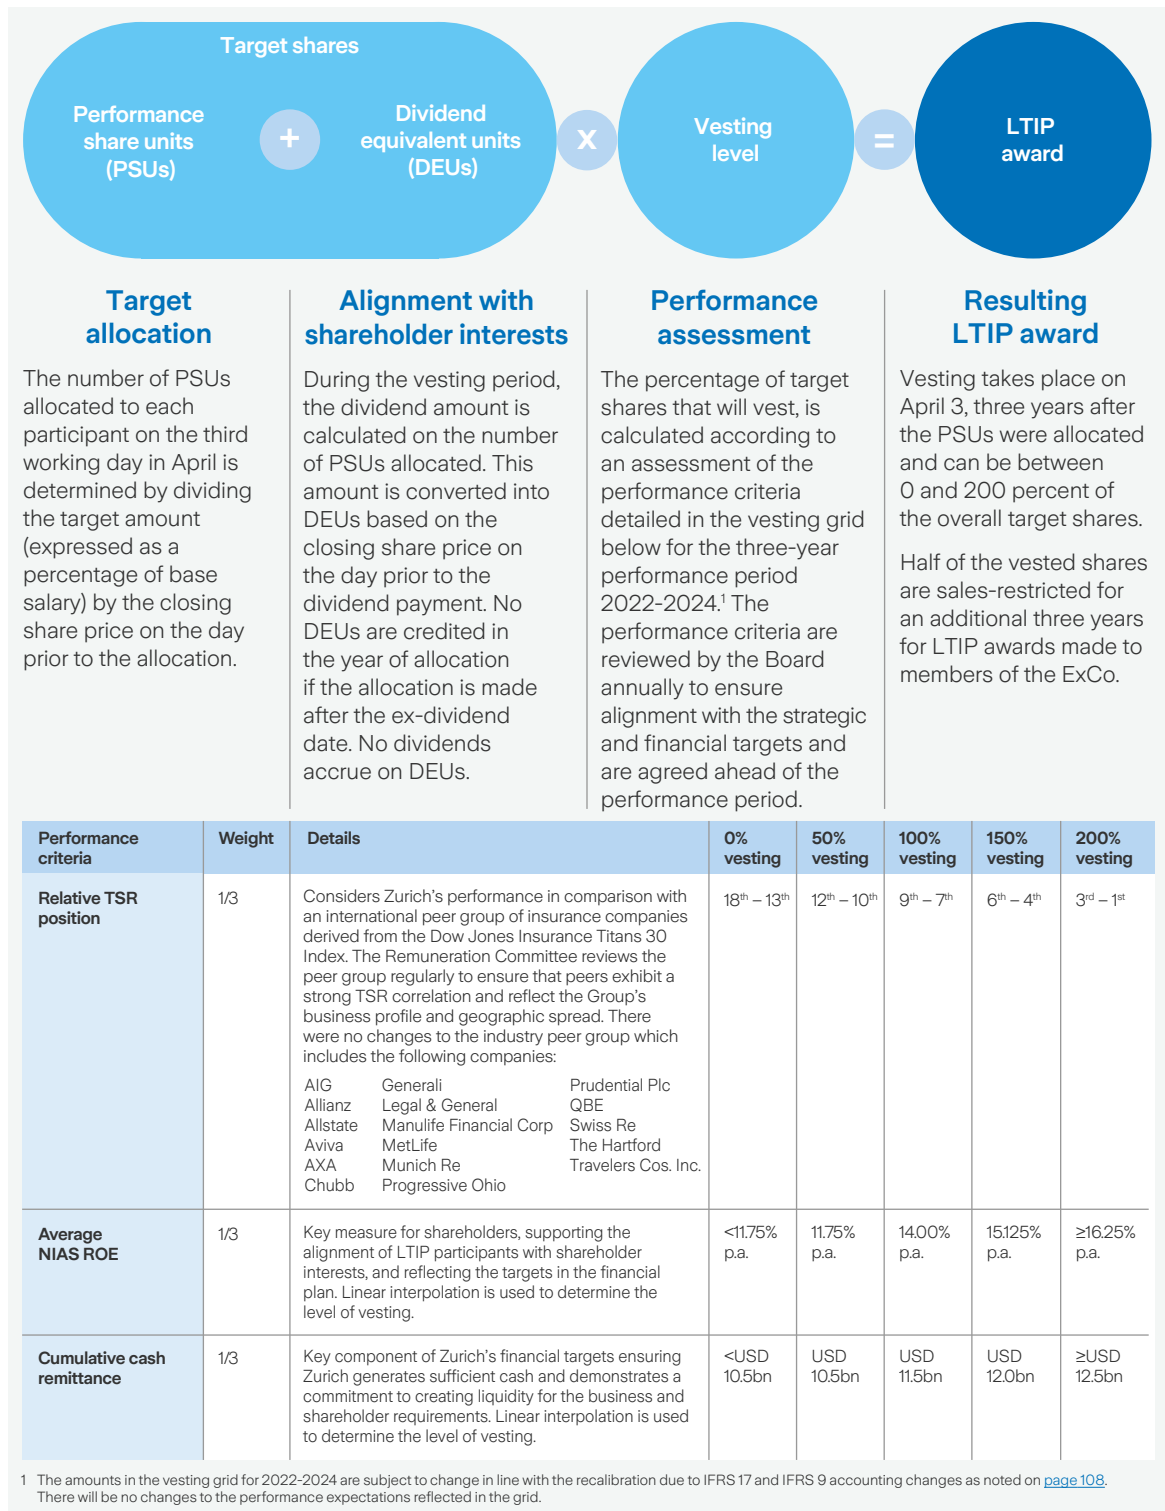 Target shares
Performance
share units
(PSUs)
+
Dividend
equivalent units
(DEUs)
x
Vesting
level
=
LTIP
award
Target
allocation
The number of PSUs
allocated to each
participant on the third
working day in April is
determined by dividing
the target amount
(expressed as a
percentage of base
salary) by the closing
share price on the day
prior to the allocation.
Alignment with
shareholder interests
During the vesting period,
the dividend amount is
calculated on the number
of PSUs allocated. This
amount is converted into
DEUs based on the
closing share price on
the day prior to the
dividend payment. No
DEUs are credited in
the year of allocation
if the allocation is made
after the ex-dividend
date. No dividends
accrue on DEUs.
Performance
assessment
The percentage of target
shares that will vest, is
calculated according to
an assessment of the
performance criteria
detailed in the vesting grid
below for the three-year
performance period
2022-2024.¹ The
performance criteria are
reviewed by the Board
annually to ensure
alignment with the strategic
and financial targets and
are agreed ahead of the
performance period.
Resulting
LTIP award
Vesting takes place on
April 3, three years after
the PSUs were allocated
and can be between
0 and 200 percent of
the overall target shares.
Half of the vested shares
are sales-restricted for
an additional three years
for LTIP awards made to
members of the ExCo.
Performance criteria | Weight | Details | 0% vesting | 50% vesting | 100% vesting | 150% vesting | 200% vesting
Relative TSR
position
1/3
Considers Zurich's performance in comparison with
an international peer group of insurance companies
derived from the Dow Jones Insurance Titans 30
Index. The Remuneration Committee reviews the
peer group regularly to ensure that peers exhibit a
strong TSR correlation and reflect the Group's
business profile and geographic spread. There
were no changes to the industry peer group which
includes the following companies:
AIG Generali Prudential Plc
Allianz Legal & General QBE
Allstate Manulife Financial Corp Swiss Re
Aviva MetLife The Hartford
AXA Munich Re Travelers Cos. Inc.
Chubb Progressive Ohio
18th – 13th
12th – 10th
9th – 7th
6th – 4th
3rd – 1st
Average
NIAS ROE
1/3
Key measure for shareholders, supporting the
alignment of LTIP participants with shareholder
interests, and reflecting the targets in the financial
plan. Linear interpolation is used to determine the
level of vesting.
<11.75%
p.a.
11.75%
p.a.
14.00%
p.a.
15.125%
p.a.
≥16.25%
p.a.
Cumulative cash
remittance
1/3
Key component of Zurich's financial targets ensuring
Zurich generates sufficient cash and demonstrates a
commitment to creating liquidity for the business and
shareholder requirements. Linear interpolation is used
to determine the level of vesting.
<USD
10.5bn
USD
10.5bn
USD
11.5bn
USD
12.0bn
≥USD
12.5bn
1 The amounts in the vesting grid for 2022-2024 are subject to change in line with the recalibration due to IFRS 17 and IFRS 9 accounting changes as noted on page 108.
There will be no changes to the performance expectations reflected in the grid.